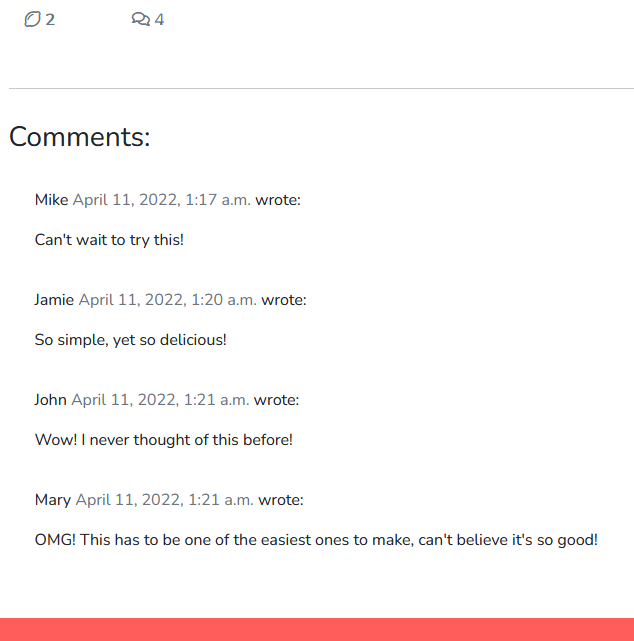 2 4
Comments:
Mike April 11, 2022, 1:17 a.m. wrote:
Can't wait to try this!
Jamie April 11, 2022, 1:20 a.m. wrote:
So simple, yet so delicious!
John April 11, 2022, 1:21 a.m. wrote:
Wow! I never thought of this before!
Mary April 11, 2022, 1:21 a.m. wrote:
OMG! This has to be one of the easiest ones to make, can't believe it's so good!